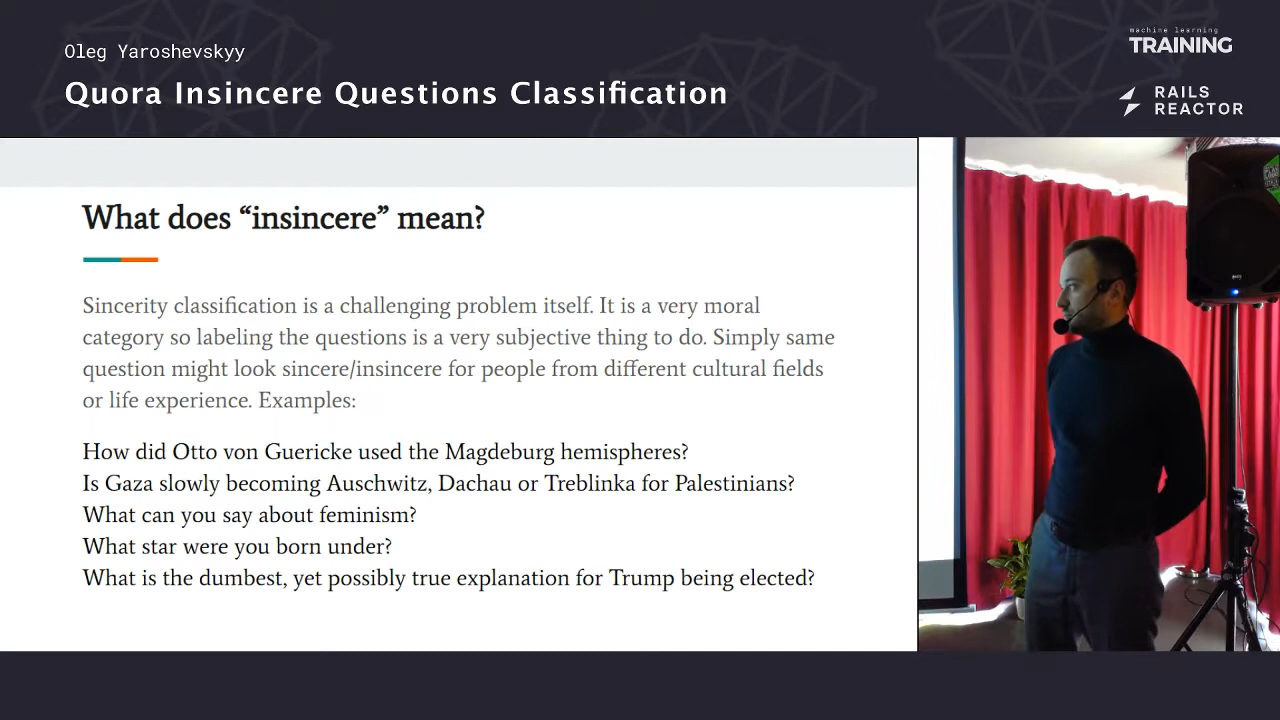 Oleg Yaroshevskyy
Quora Insincere Questions Classification
machine learning
TRAINING
RAILS
REACTOR
What does “insincere” mean?
Sincerity classification is a challenging problem itself. It is a very moral
category so labeling the questions is a very subjective thing to do. Simply same
question might look sincere/insincere for people from different cultural fields
or life experience. Examples:
How did Otto von Guericke used the Magdeburg hemispheres?
Is Gaza slowly becoming Auschwitz, Dachau or Treblinka for Palestinians?
What can you say about feminism?
What star were you born under?
What is the dumbest, yet possibly true explanation for Trump being elected?